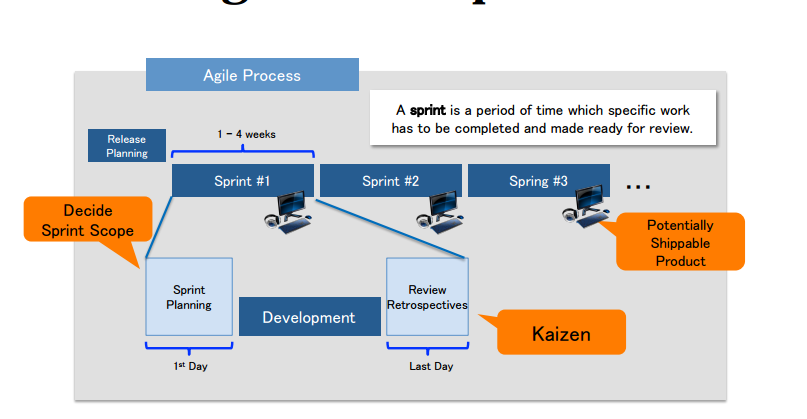 Agile Process
A sprint is a period of time which specific work
has to be completed and made ready for review.
Release
Planning
1 – 4 weeks
Sprint #1
Sprint #2
Spring #3
...
Decide
Sprint Scope
Potentially
Shippable
Product
Sprint
Planning
Development
Review
Retrospectives
Kaizen
1st Day
Last Day